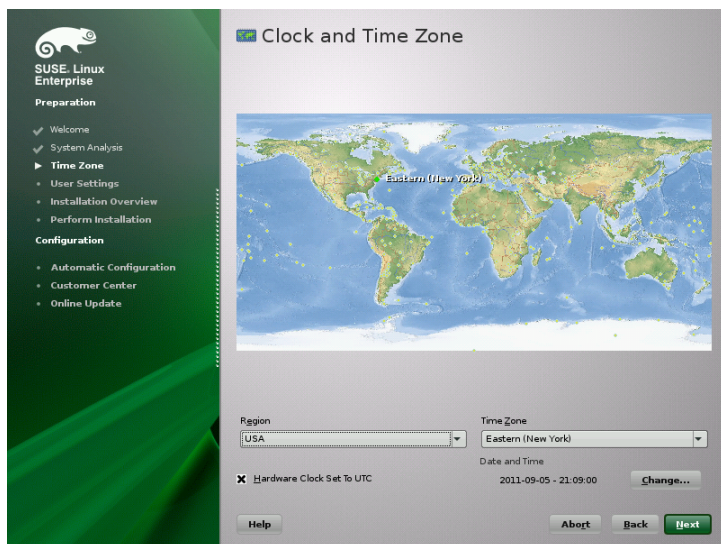 SUSE. Linux
Enterprise
Preparation
Welcome
System Analysis
Time Zone
User Settings
Installation Overview
Perform Installation
Configuration
Automatic Configuration
Customer Center
Online Update
Clock and Time Zone
Eastern (New York)
Region
USA
Hardware Clock Set To UTC
Time Zone
Eastern (New York)
Date and Time
2011-09-05 - 21:09:00
Change...
Help
Abort
Back
Next